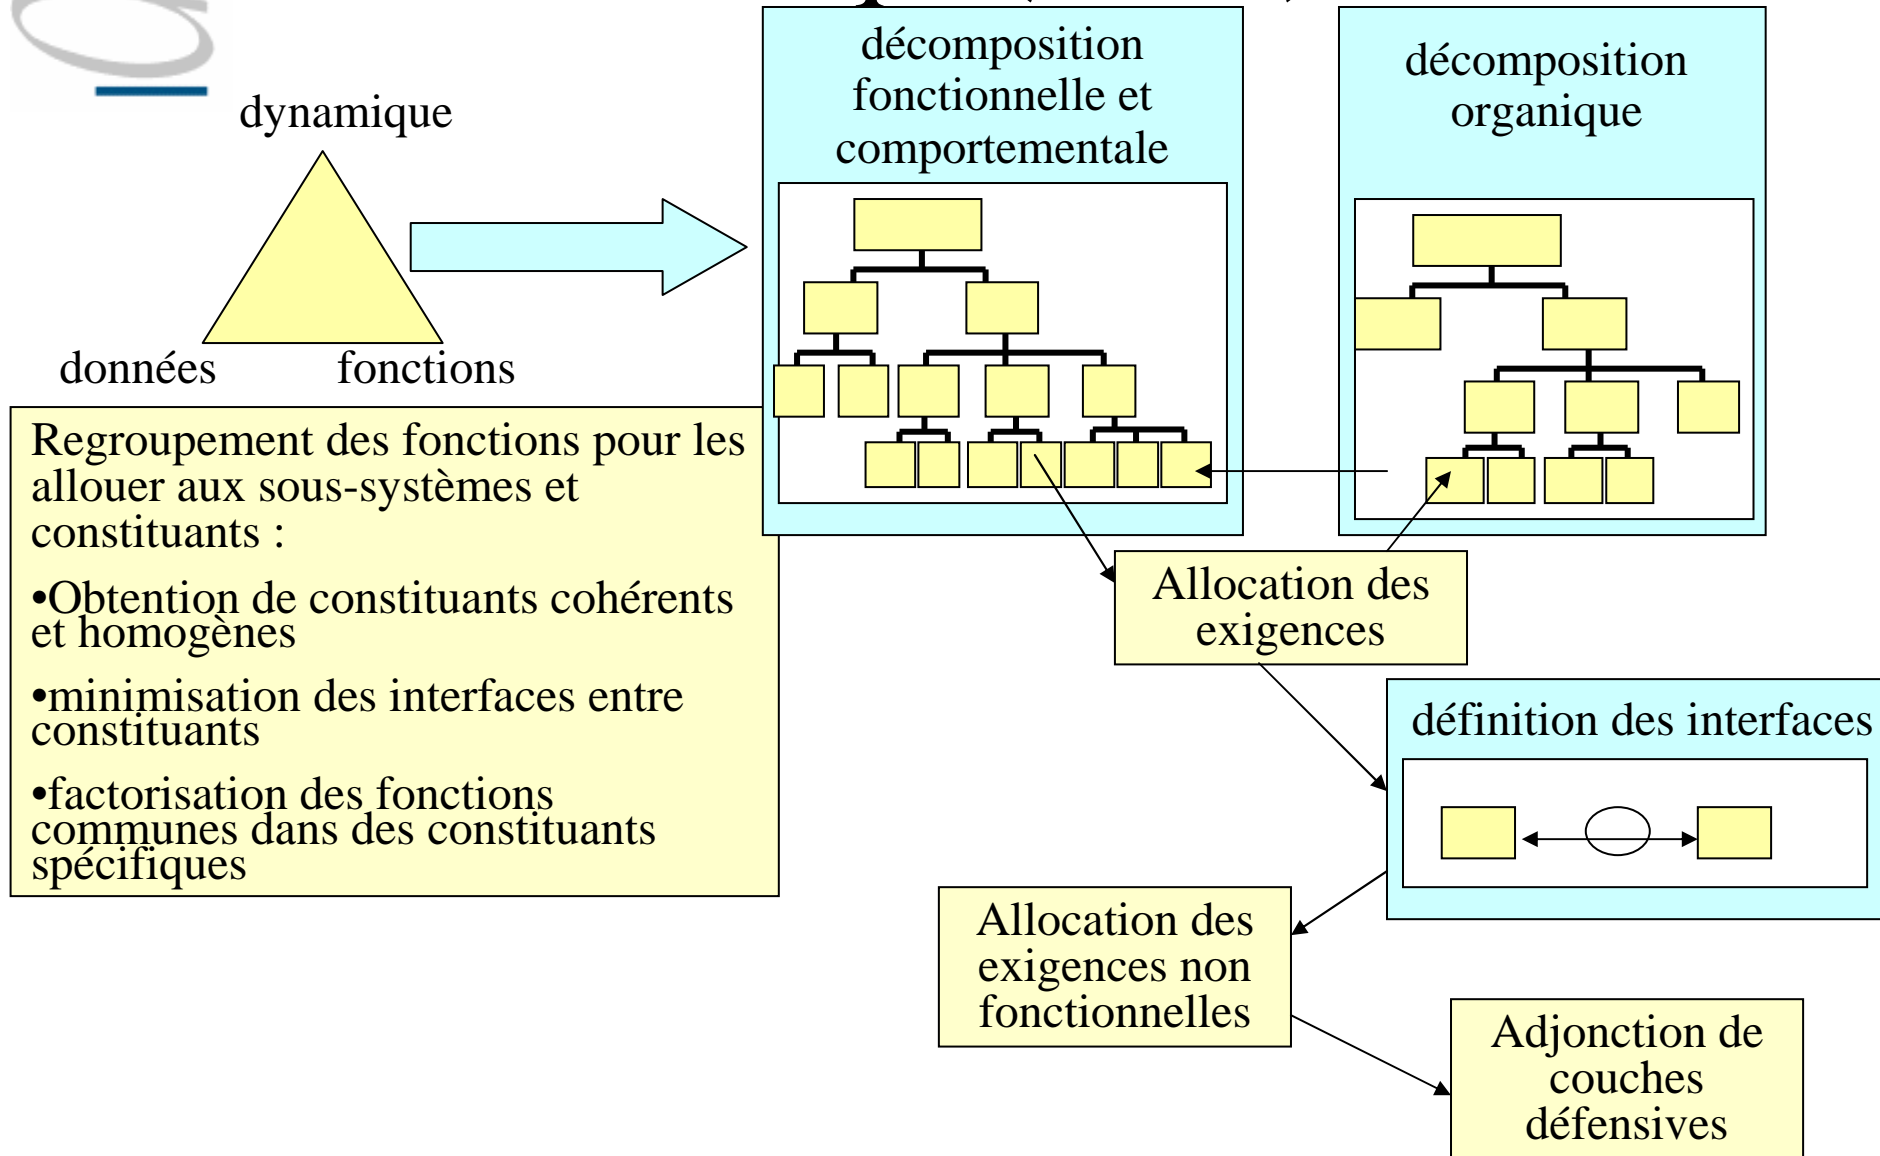 dynamique
données
fonctions
décomposition
fonctionnelle et
comportementale
décomposition
organique
Regroupement des fonctions pour les
allouer aux sous-systèmes et
constituants :
•Obtention de constituants cohérents
et homogènes
•minimisation des interfaces entre
constituants
•factorisation des fonctions
communes dans des constituants
spécifiques
Allocation des
exigences
définition des interfaces
Allocation des
exigences non
fonctionnelles
Adjonction de
couches
défensives